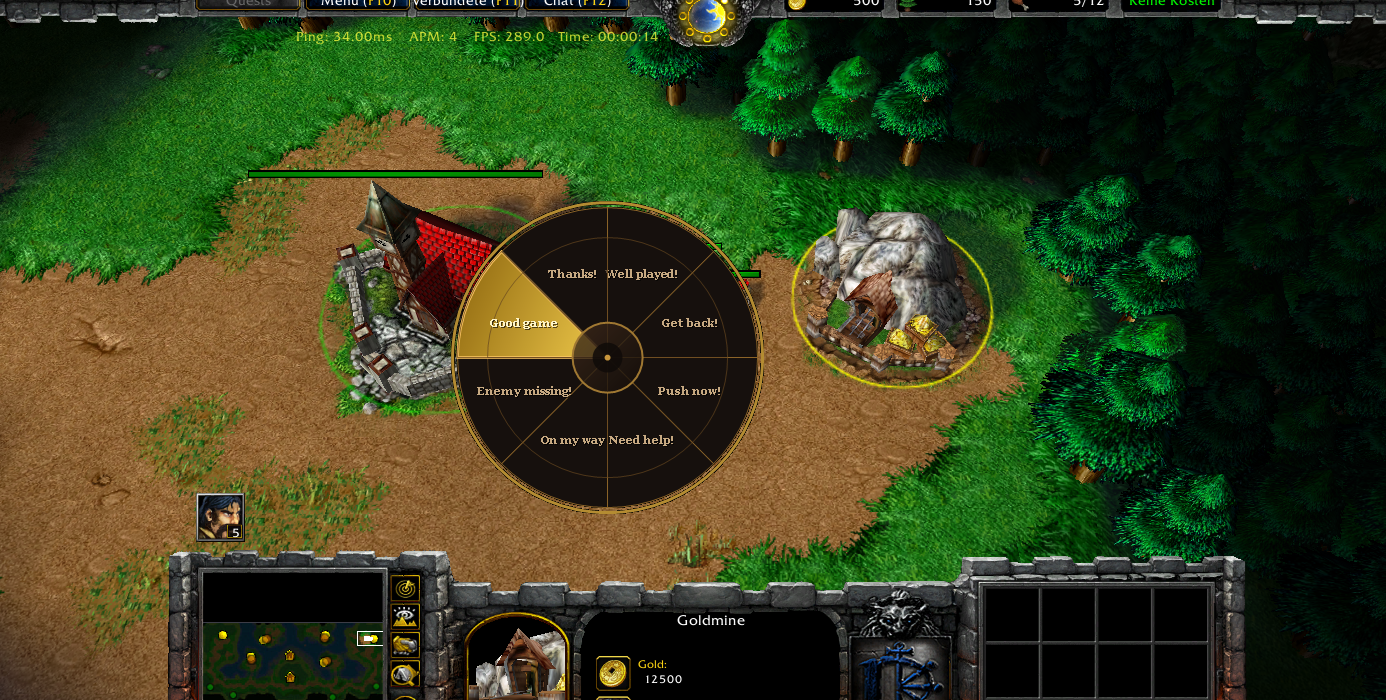 Quests Menü (F10) Verbündete (F11) Chat (F12) 500 150 5/12 Keine Kosten
Ping: 34.00ms APM: 4 FPS: 289.0 Time: 00:00:14
Thanks! Well played!
Good game Get back!
Enemy missing! Push now!
On my way Need help!
5
Goldmine
Gold:
12500